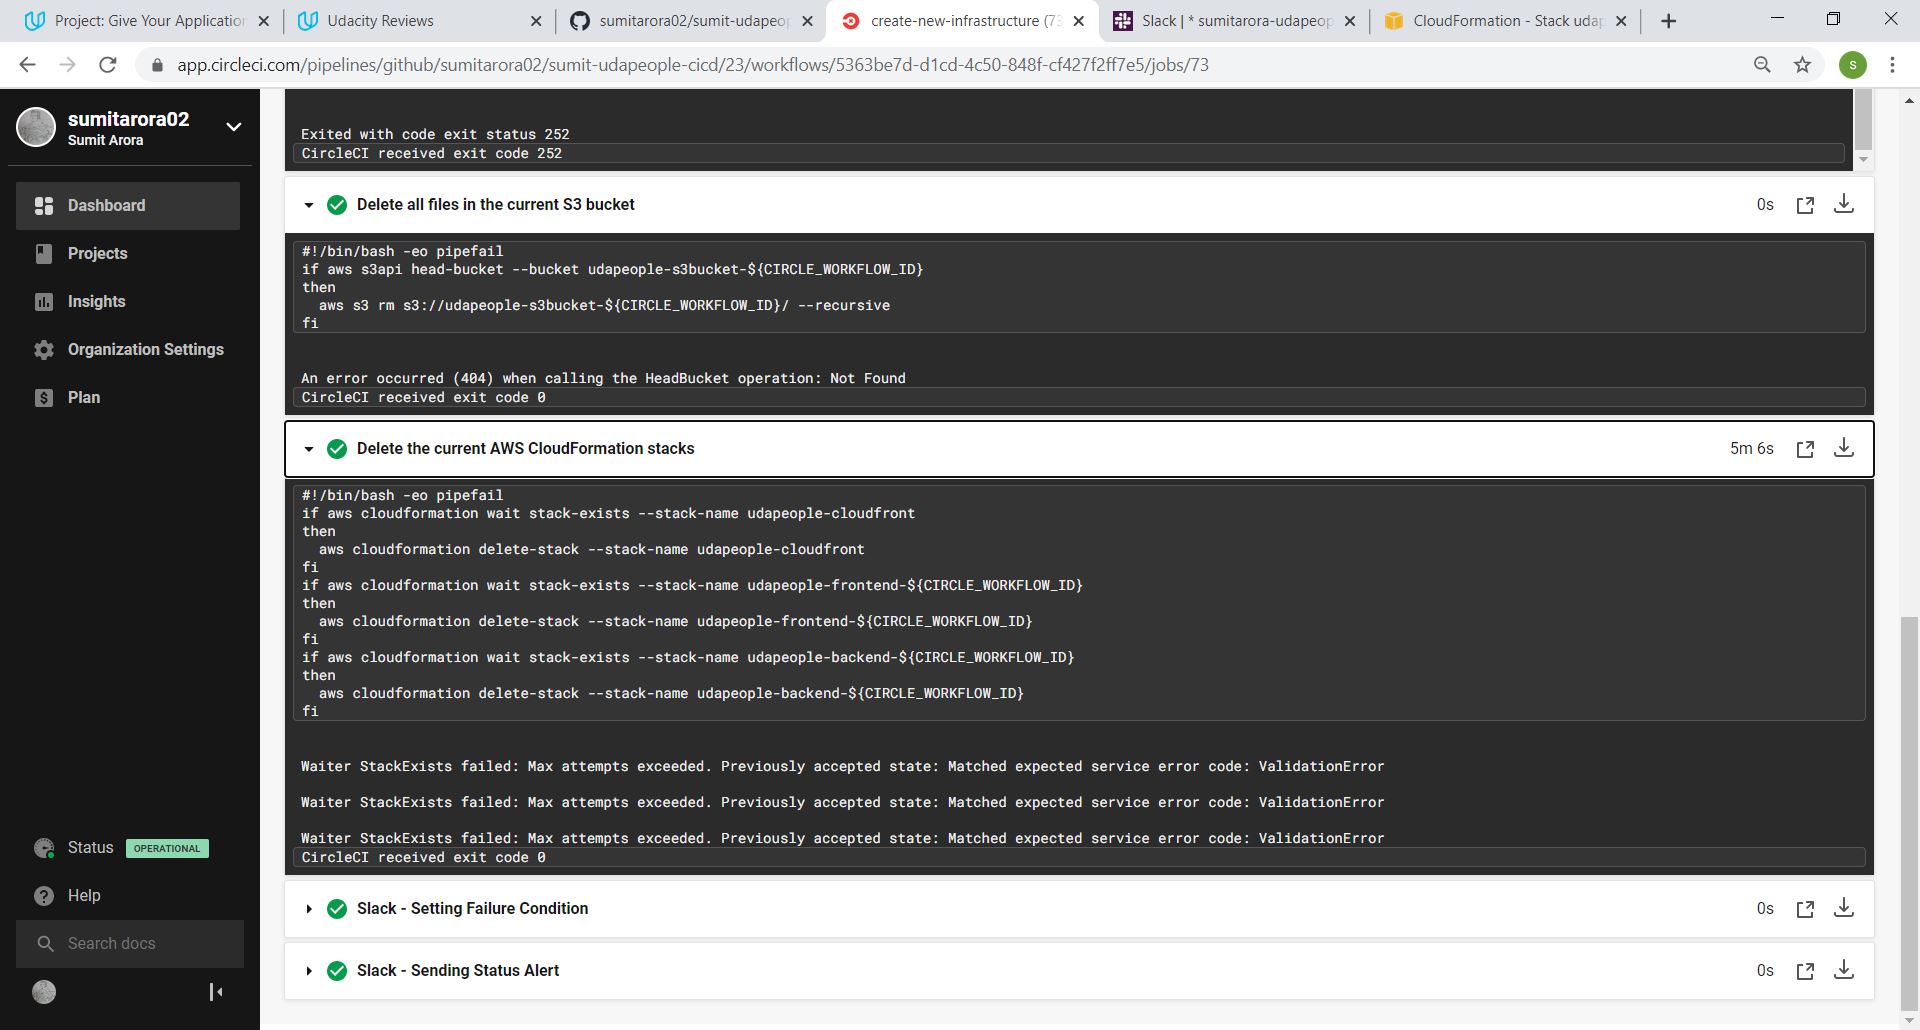 Project: Give Your Application
Udacity Reviews
sumitarora02/sumit-udapeop
create-new-infrastructure (73
Slack | * sumitarora-udapeop
CloudFormation - Stack udap
app.circleci.com/pipelines/github/sumitarora02/sumit-udapeople-cicd/23/workflows/5363be7d-d1cd-4c50-848f-cf427f2ff7e5/jobs/73
s
sumitarora02
Sumit Arora
Dashboard
Projects
Insights
Organization Settings
Plan
Status OPERATIONAL
Help
Search docs
Exited with code exit status 252
CircleCI received exit code 252
Delete all files in the current S3 bucket 0s
#!/bin/bash -eo pipefail
if aws s3api head-bucket --bucket udapeople-s3bucket-${CIRCLE_WORKFLOW_ID}
then
aws s3 rm s3://udapeople-s3bucket-${CIRCLE_WORKFLOW_ID}/ --recursive
fi
An error occurred (404) when calling the HeadBucket operation: Not Found
CircleCI received exit code 0
Delete the current AWS CloudFormation stacks 5m 6s
#!/bin/bash -eo pipefail
if aws cloudformation wait stack-exists --stack-name udapeople-cloudfront
then
aws cloudformation delete-stack --stack-name udapeople-cloudfront
fi
if aws cloudformation wait stack-exists --stack-name udapeople-frontend-${CIRCLE_WORKFLOW_ID}
then
aws cloudformation delete-stack --stack-name udapeople-frontend-${CIRCLE_WORKFLOW_ID}
fi
if aws cloudformation wait stack-exists --stack-name udapeople-backend-${CIRCLE_WORKFLOW_ID}
then
aws cloudformation delete-stack --stack-name udapeople-backend-${CIRCLE_WORKFLOW_ID}
fi
Waiter StackExists failed: Max attempts exceeded. Previously accepted state: Matched expected service error code: ValidationError
Waiter StackExists failed: Max attempts exceeded. Previously accepted state: Matched expected service error code: ValidationError
Waiter StackExists failed: Max attempts exceeded. Previously accepted state: Matched expected service error code: ValidationError
CircleCI received exit code 0
Slack - Setting Failure Condition 0s
Slack - Sending Status Alert 0s